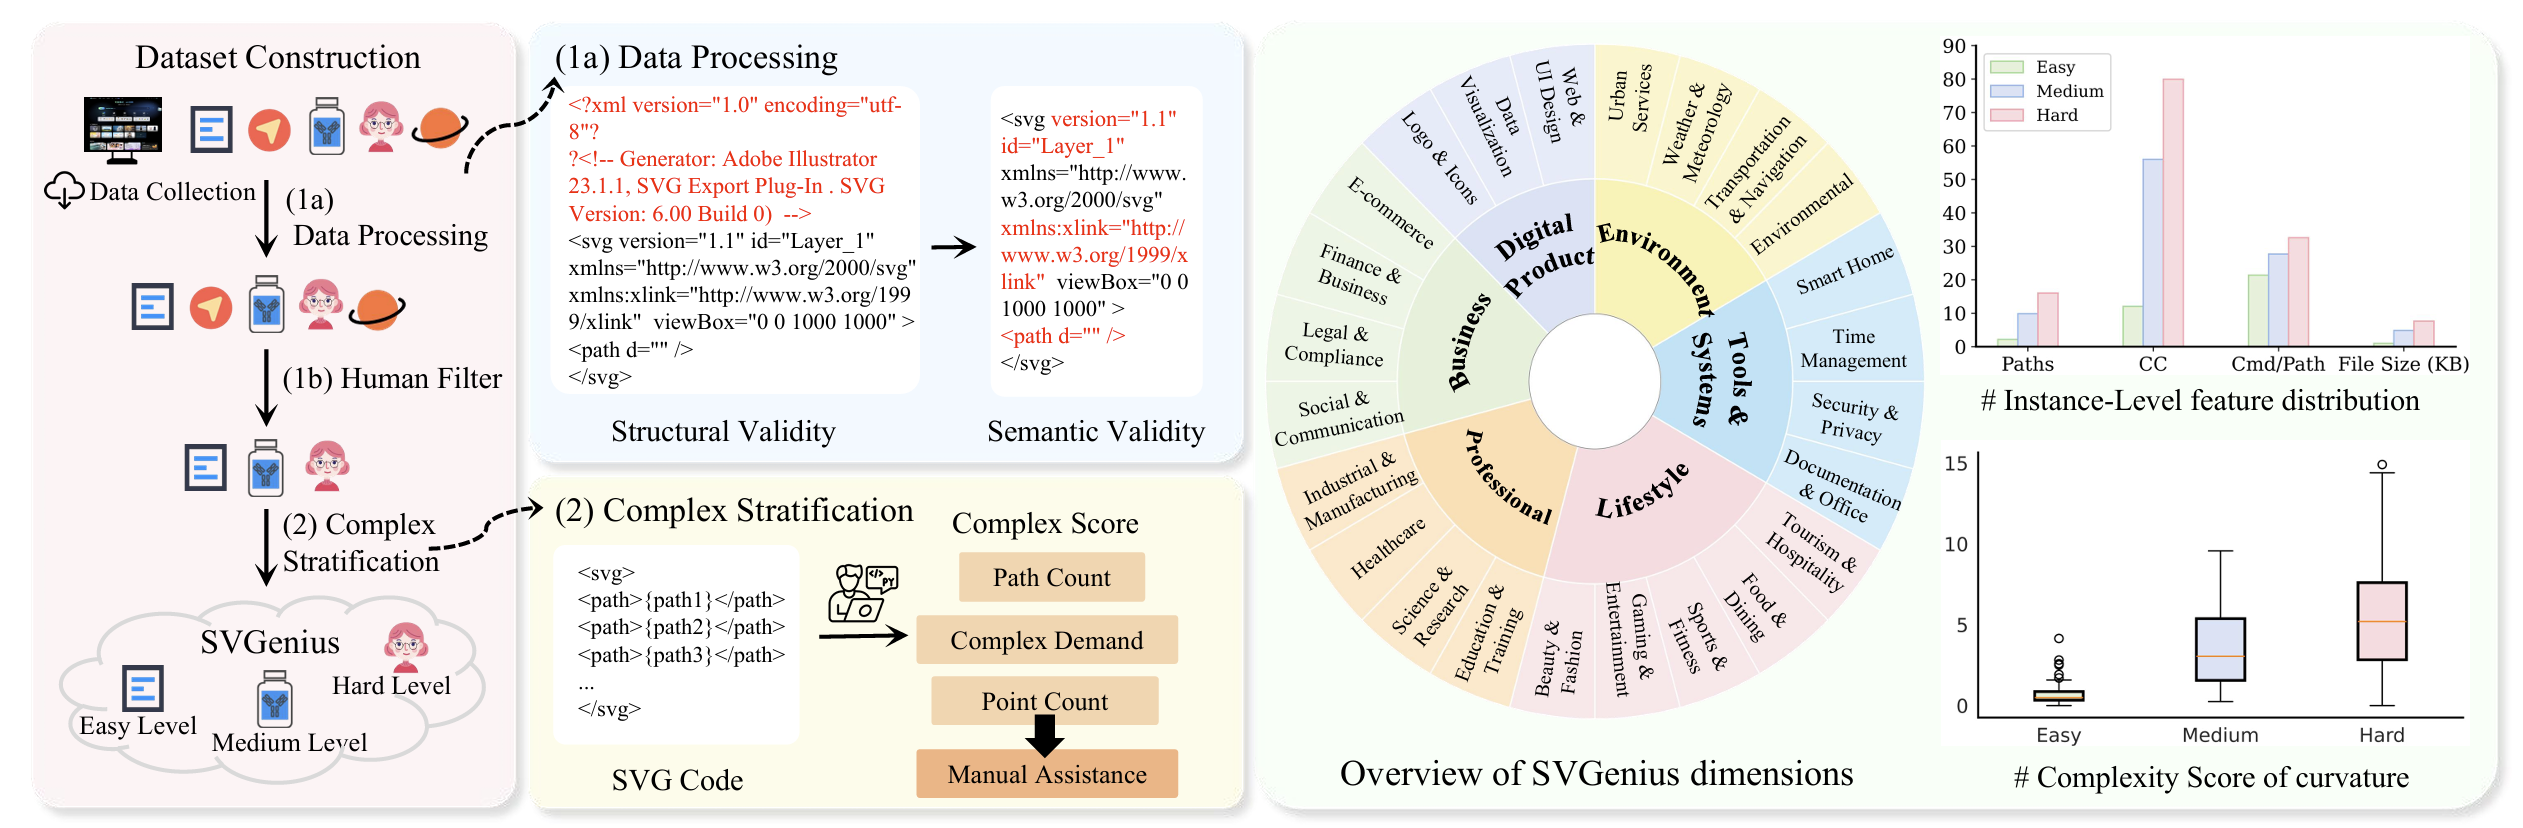 Dataset Construction
Data Collection
(1a)
Data Processing
(1b) Human Filter
(2) Complex
Stratification
SVGenius
Hard Level
Easy Level
Medium Level
(1a) Data Processing
<?xml version="1.0" encoding="utf-
8"?
?<!-- Generator: Adobe Illustrator
23.1.1, SVG Export Plug-In . SVG
Version: 6.00 Build 0)  -->
<svg version="1.1" id="Layer_1"
xmlns="http://www.w3.org/2000/svg"
xmlns:xlink="http://www.w3.org/199
9/xlink"  viewBox="0 0 1000 1000" >
<path d="" />
</svg>
Structural Validity
<svg version="1.1"
id="Layer_1"
xmlns="http://www.
w3.org/2000/svg"
xmlns:xlink="http://
www.w3.org/1999/x
link"  viewBox="0 0
1000 1000" >
<path d="" />
</svg>
Semantic Validity
(2) Complex Stratification
<svg>
<path>{path1}</path>
<path>{path2}</path>
<path>{path3}</path>
...
</svg>
SVG Code
</> PY
Complex Score
Path Count
Complex Demand
Point Count
Manual Assistance
Digital
Product
Environment
Tools &
Systems
Lifestyle
Professional
Business
Urban
Services
Weather &
Meteorology
Transportation
& Navigation
Environmental
Smart Home
Time
Management
Security &
Privacy
Documentation
& Office
Tourism &
Hospitality
Food &
Dining
Sports &
Fitness
Gaming &
Entertainment
Beauty &
Fashion
Education &
Training
Science &
Research
Healthcare
Industrial &
Manufacturing
Social &
Communication
Legal &
Compliance
Finance &
Business
E-commerce
Logo & Icons
Data
Visualization
Web &
UI Design
Overview of SVGenius dimensions
90
80
70
60
50
40
30
20
10
0
Easy
Medium
Hard
Paths CC Cmd/Path File Size (KB)
# Instance-Level feature distribution
15
10
5
0
Easy Medium Hard
# Complexity Score of curvature